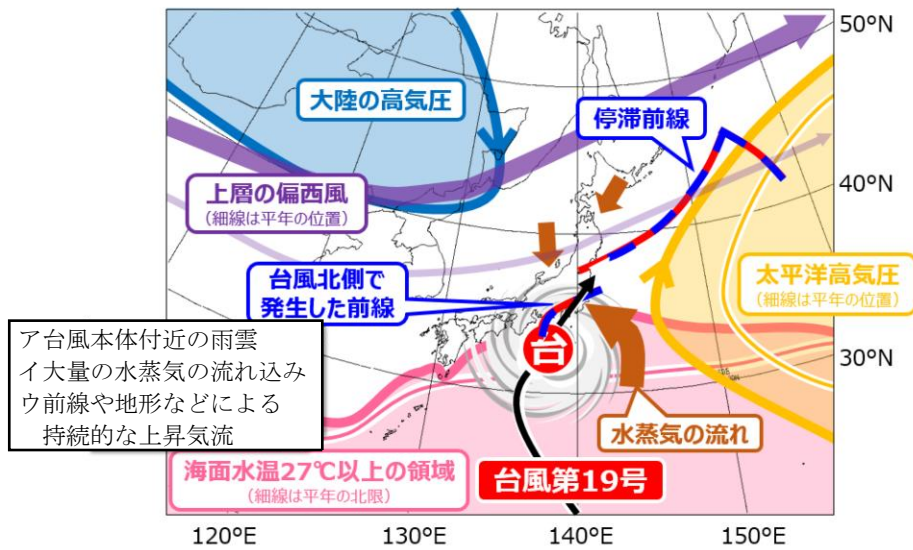 50°N
大陸の高気圧
停滞前線
40°N
上層の偏西風
(細線は平年の位置)
台風北側で
発生した前線
太平洋高気圧
(細線は平年の位置)
ア台風本体付近の雨雲
イ大量の水蒸気の流れ込み
ウ前線や地形などによる
持続的な上昇気流
台
30°N
水蒸気の流れ
海面水温27℃以上の領域
(細線は平年の北限)
台風第19号
120°E
130°E
140°E
150°E